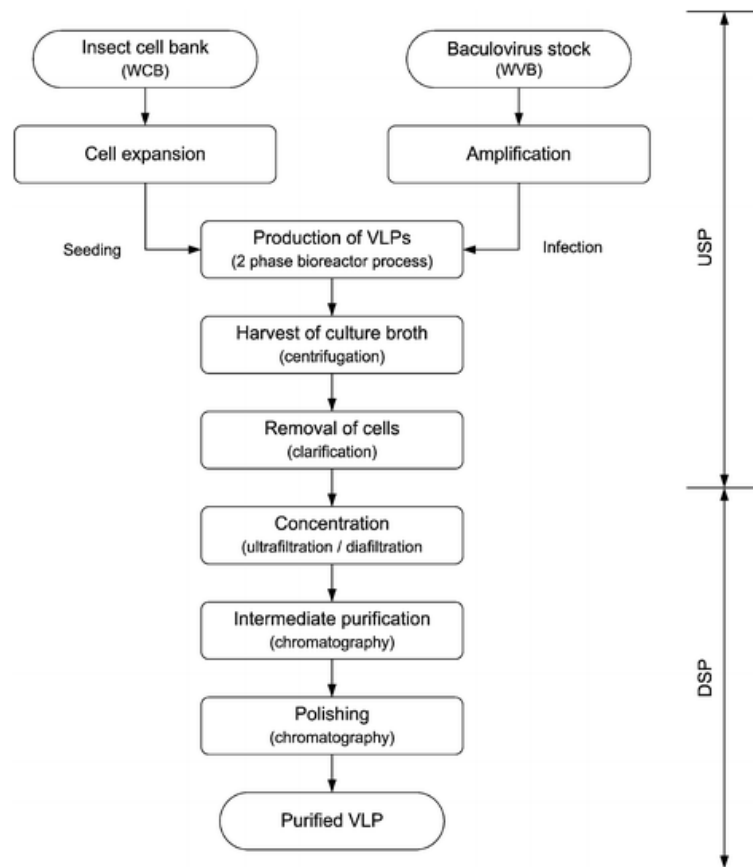 Insect cell bank
(WCB)
Baculovirus stock
(WVB)
Cell expansion
Amplification
Seeding
Production of VLPs
(2 phase bioreactor process)
Infection
USP
Harvest of culture broth
(centrifugation)
Removal of cells
(clarification)
Concentration
(ultrafiltration / diafiltration
Intermediate purification
(chromatography)
DSP
Polishing
(chromatography)
Purified VLP